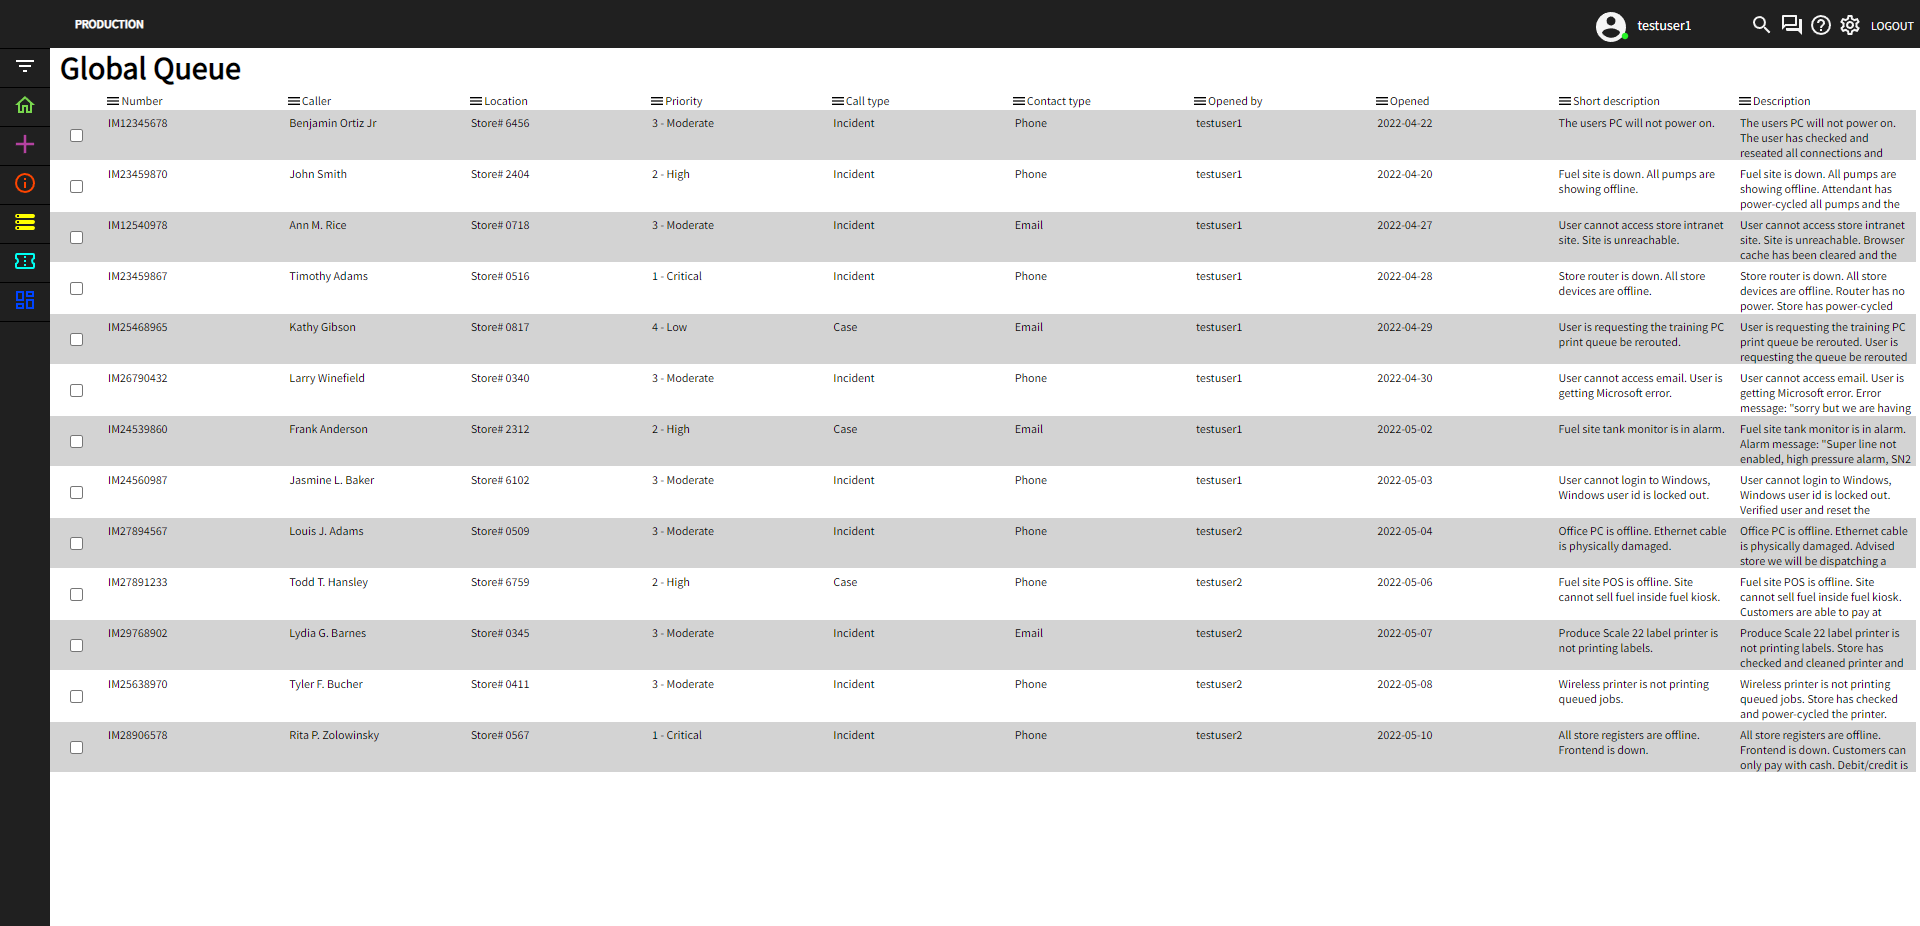 PRODUCTION
testuser1
LOGOUT
Global Queue
Number Caller Location Priority Call type Contact type Opened by Opened Short description Description
IM12345678 Benjamin Ortiz Jr Store# 6456 3 - Moderate Incident Phone testuser1 2022-04-22 The users PC will not power on. The users PC will not power on.
The user has checked and
reseated all connections and
IM23459870 John Smith Store# 2404 2 - High Incident Phone testuser1 2022-04-20 Fuel site is down. All pumps are Fuel site is down. All pumps are
showing offline. showing offline. Attendant has
power-cycled all pumps and the
IM12540978 Ann M. Rice Store# 0718 3 - Moderate Incident Email testuser1 2022-04-27 User cannot access store intranet User cannot access store intranet
site. Site is unreachable. site. Site is unreachable. Browser
cache has been cleared and the
IM23459867 Timothy Adams Store# 0516 1 - Critical Incident Phone testuser1 2022-04-28 Store router is down. All store Store router is down. All store
devices are offline. devices are offline. Router has no
power. Store has power-cycled
IM25468965 Kathy Gibson Store# 0817 4 - Low Case Email testuser1 2022-04-29 User is requesting the training PC User is requesting the training PC
print queue be rerouted. print queue be rerouted. User is
requesting the queue be rerouted
IM26790432 Larry Winefield Store# 0340 3 - Moderate Incident Phone testuser1 2022-04-30 User cannot access email. User is User cannot access email. User is
getting Microsoft error. getting Microsoft error. Error
message: "sorry but we are having
IM24539860 Frank Anderson Store# 2312 2 - High Case Email testuser1 2022-05-02 Fuel site tank monitor is in alarm. Fuel site tank monitor is in alarm.
Alarm message: "Super line not
enabled, high pressure alarm, SN2
IM24560987 Jasmine L. Baker Store# 6102 3 - Moderate Incident Phone testuser1 2022-05-03 User cannot login to Windows, User cannot login to Windows,
Windows user id is locked out. Windows user id is locked out.
Verified user and reset the
IM27894567 Louis J. Adams Store# 0509 3 - Moderate Incident Phone testuser2 2022-05-04 Office PC is offline. Ethernet cable Office PC is offline. Ethernet cable
is physically damaged. is physically damaged. Advised
store we will be dispatching a
IM27891233 Todd T. Hansley Store# 6759 2 - High Case Phone testuser2 2022-05-06 Fuel site POS is offline. Site Fuel site POS is offline. Site
cannot sell fuel inside fuel kiosk. cannot sell fuel inside fuel kiosk.
Customers are able to pay at
IM29768902 Lydia G. Barnes Store# 0345 3 - Moderate Incident Email testuser2 2022-05-07 Produce Scale 22 label printer is Produce Scale 22 label printer is
not printing labels. not printing labels. Store has
checked and cleaned printer and
IM25638970 Tyler F. Bucher Store# 0411 3 - Moderate Incident Phone testuser2 2022-05-08 Wireless printer is not printing Wireless printer is not printing
queued jobs. queued jobs. Store has checked
and power-cycled the printer.
IM28906578 Rita P. Zolowinsky Store# 0567 1 - Critical Incident Phone testuser2 2022-05-10 All store registers are offline. All store registers are offline.
Frontend is down. Frontend is down. Customers can
only pay with cash. Debit/credit is